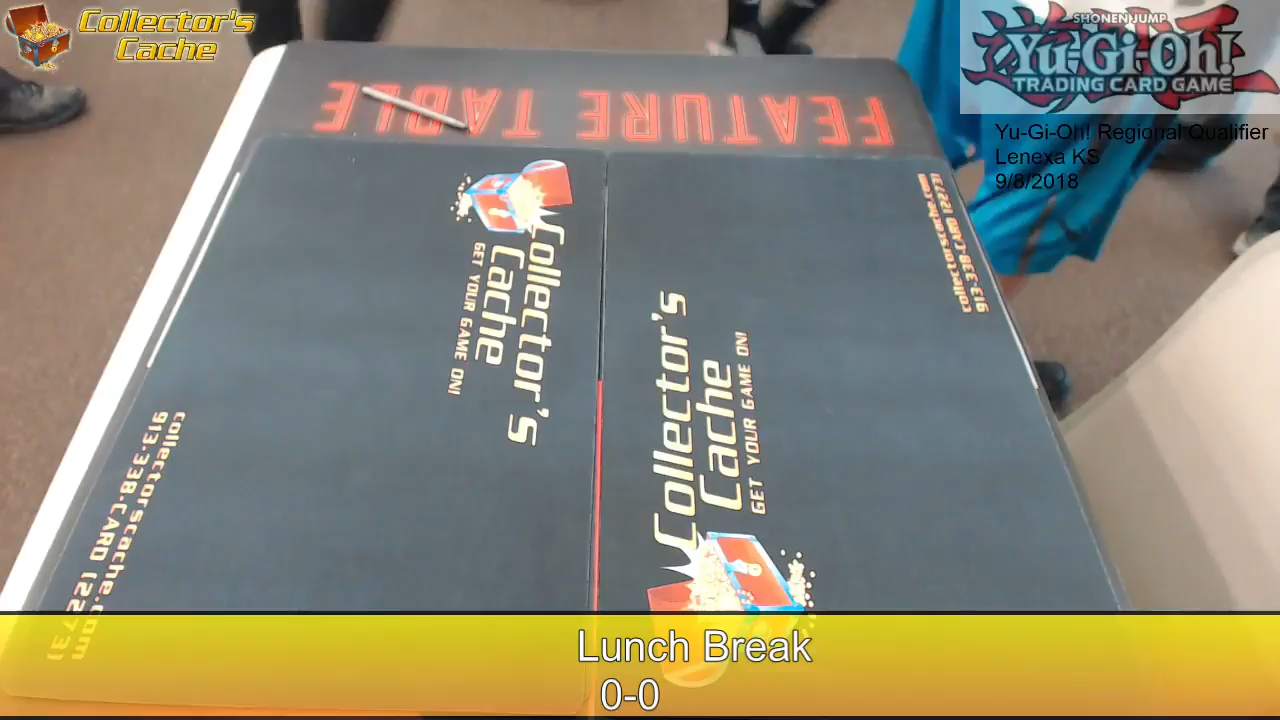 Collector's
Cache
SHONEN JUMP
Yu-Gi-Oh!
TRADING CARD GAME
Yu-Gi-Oh! Regional Qualifier
Lenexa KS
9/8/2018
FEATURE TABLE
Collector's
Cache
GET YOUR GAME ON!
collectorscache.com
913-338-CARD (2273)
Collector's
Cache
GET YOUR GAME ON!
collectorscache.com
913-338-CARD (2273)
Lunch Break
0-0